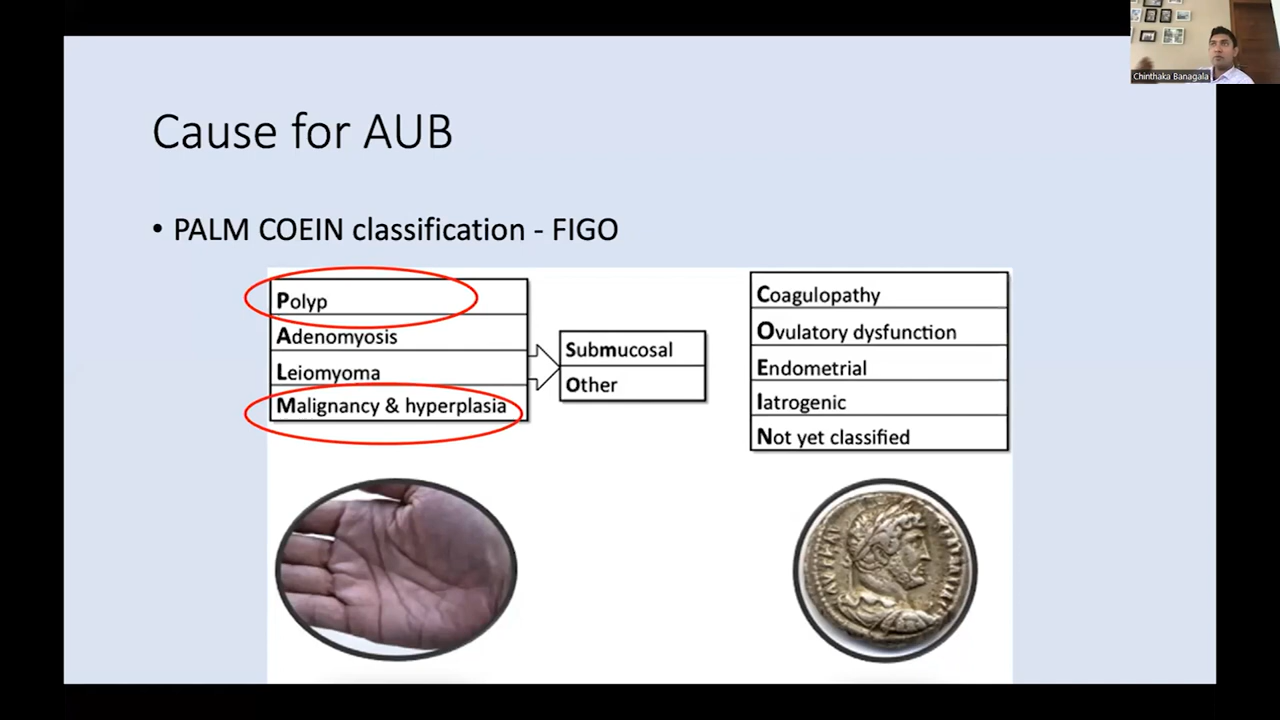 Chinthaka Banagala
Cause for AUB
• PALM COEIN classification - FIGO
Polyp
Adenomyosis
Leiomyoma
Malignancy & hyperplasia
Submucosal
Other
Coagulopathy
Ovulatory dysfunction
Endometrial
Iatrogenic
Not yet classified